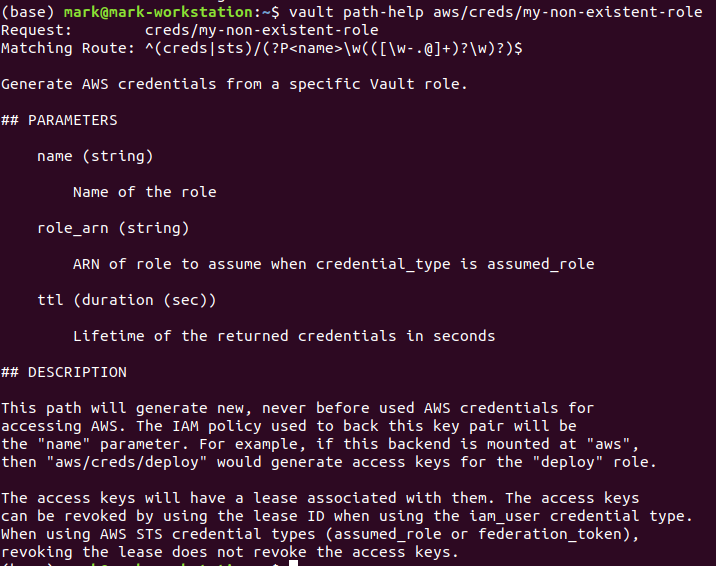 (base) mark@mark-workstation:~$ vault path-help aws/creds/my-non-existent-role
Request:        creds/my-non-existent-role
Matching Route: ^(creds|sts)/(?P<name>\w(([\w-.@]+)?\w)?)$

Generate AWS credentials from a specific Vault role.

## PARAMETERS

    name (string)

        Name of the role

    role_arn (string)

        ARN of role to assume when credential_type is assumed_role

    ttl (duration (sec))

        Lifetime of the returned credentials in seconds

## DESCRIPTION

This path will generate new, never before used AWS credentials for
accessing AWS. The IAM policy used to back this key pair will be
the "name" parameter. For example, if this backend is mounted at "aws",
then "aws/creds/deploy" would generate access keys for the "deploy" role.

The access keys will have a lease associated with them. The access keys
can be revoked by using the lease ID when using the iam_user credential type.
When using AWS STS credential types (assumed_role or federation_token),
revoking the lease does not revoke the access keys.